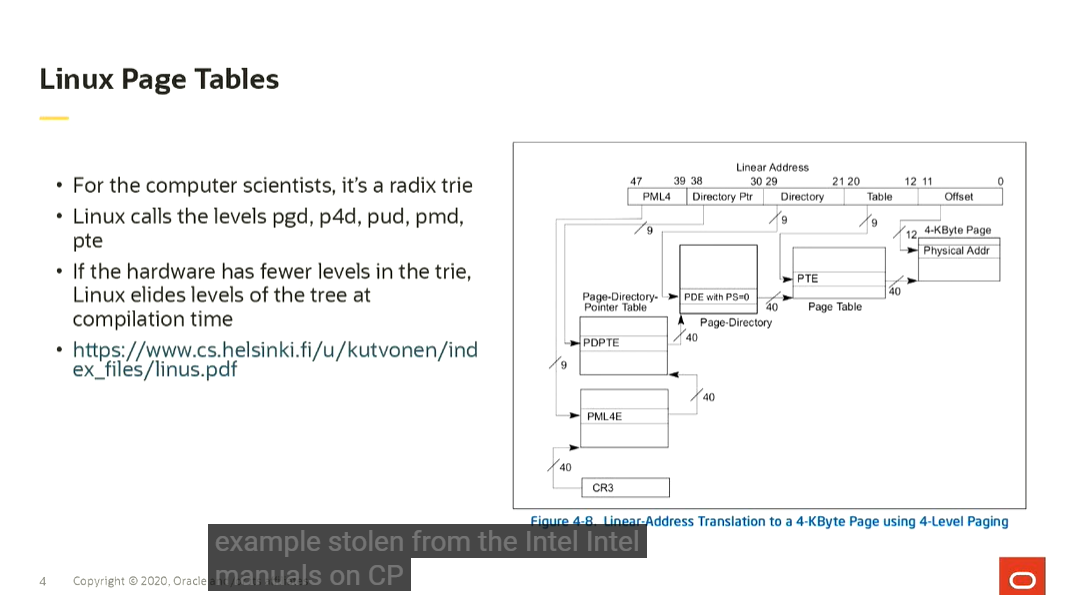 Linux Page Tables
• For the computer scientists, it's a radix trie
• Linux calls the levels pgd, p4d, pud, pmd,
pte
• If the hardware has fewer levels in the trie,
Linux elides levels of the tree at
compilation time
• https://www.cs.helsinki.fi/u/kutvonen/ind
ex_files/linus.pdf
Linear Address
47 39 38 30 29 21 20 12 11 0
PML4 Directory Ptr Directory Table Offset
9 9 9 12 4-KByte Page
Physical Addr
PTE
40
Page Table
PDE with PS=0
40
Page-Directory
Page-Directory-
Pointer Table
40
PDPTE
9
40
PML4E
40
CR3
Figure 4-8. Linear-Address Translation to a 4-KByte Page using 4-Level Paging
example stolen from the Intel Intel
manuals on CP
4 Copyright © 2020, Oracle